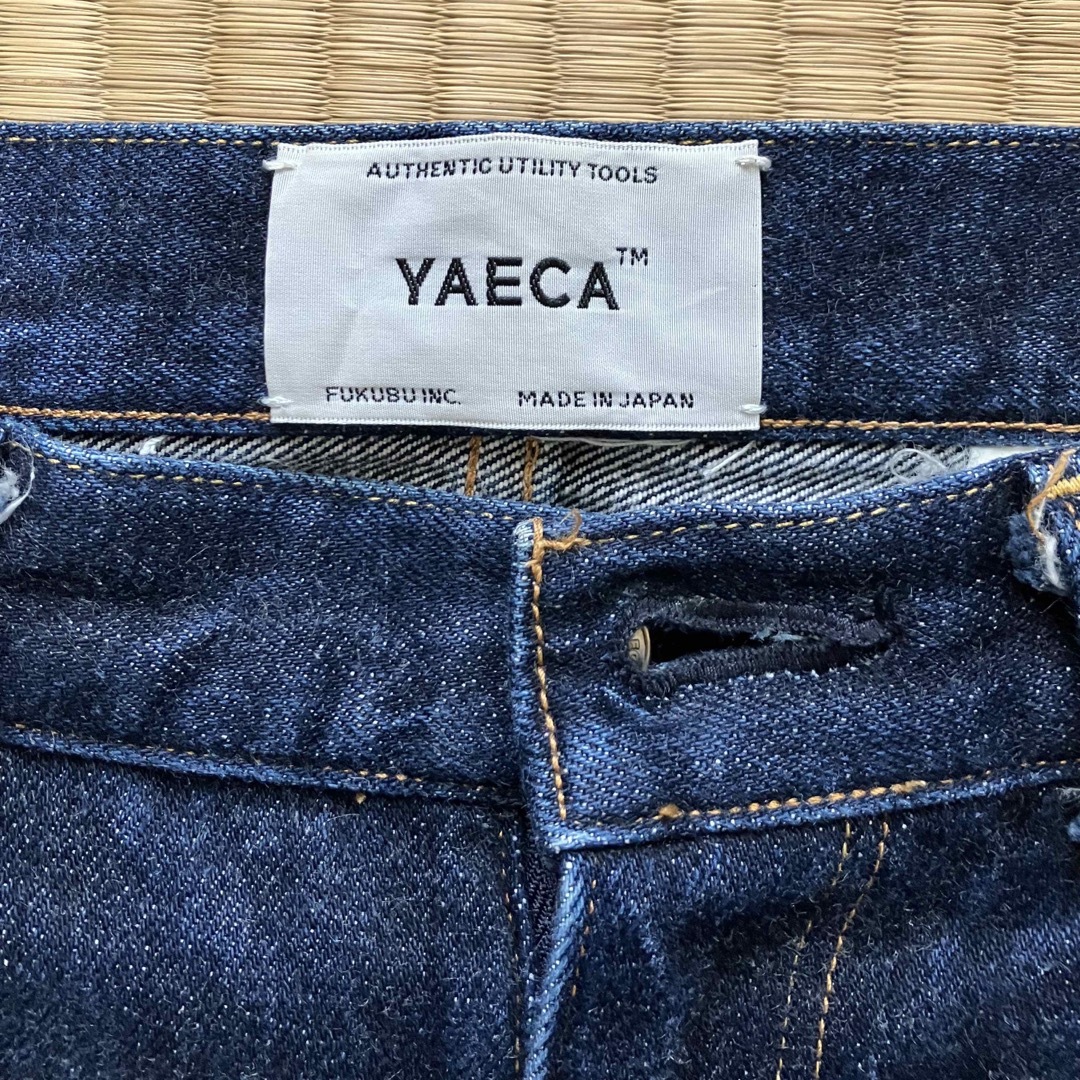 AUTHENTIC UTILITY TOOLS
YAECA™
FUKUBU INC. MADE IN JAPAN